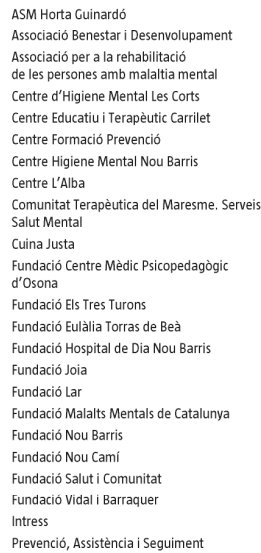 ASM Horta Guinardó
Associació Benestar i Desenvolupament
Associació per a la rehabilitació
de les persones amb malaltia mental
Centre d'Higiene Mental Les Corts
Centre Educatiu i Terapèutic Carrilet
Centre Formació Prevenció
Centre Higiene Mental Nou Barris
Centre L'Alba
Comunitat Terapèutica del Maresme. Serveis
Salut Mental
Cuina Justa
Fundació Centre Mèdic Psicopedagògic
d'Osona
Fundació Els Tres Turons
Fundació Eulàlia Torras de Beà
Fundació Hospital de Dia Nou Barris
Fundació Joia
Fundació Lar
Fundació Malalts Mentals de Catalunya
Fundació Nou Barris
Fundació Nou Camí
Fundació Salut i Comunitat
Fundació Vidal i Barraquer
Intress
Prevenció, Assistència i Seguiment